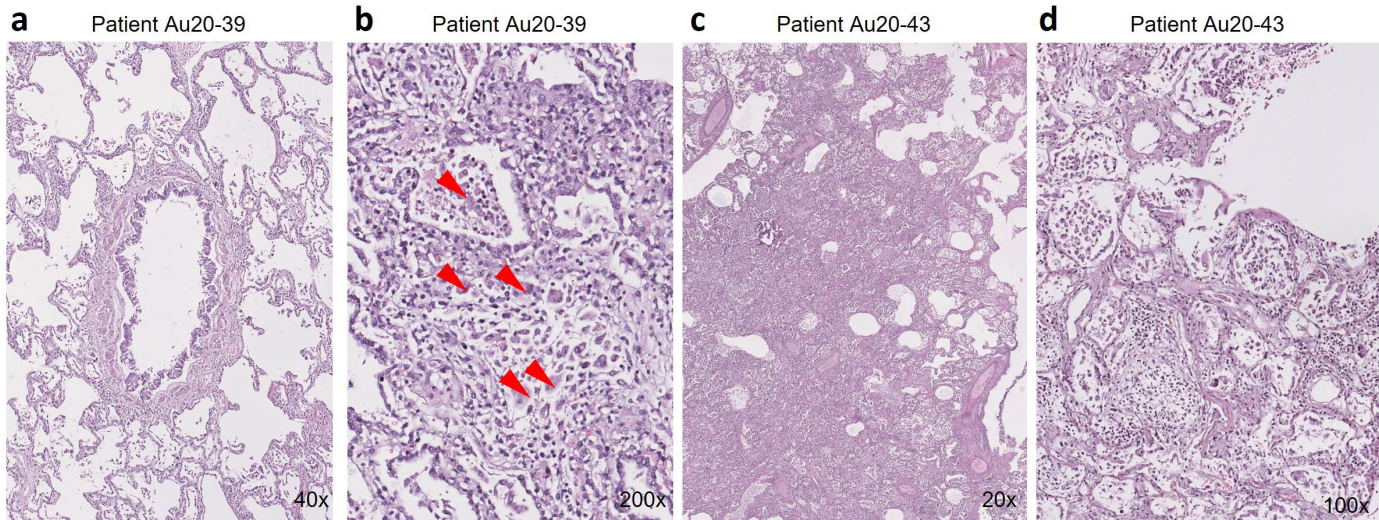 a Patient Au20-39
b Patient Au20-39
c Patient Au20-43
d Patient Au20-43
40x
200x
20x
100x